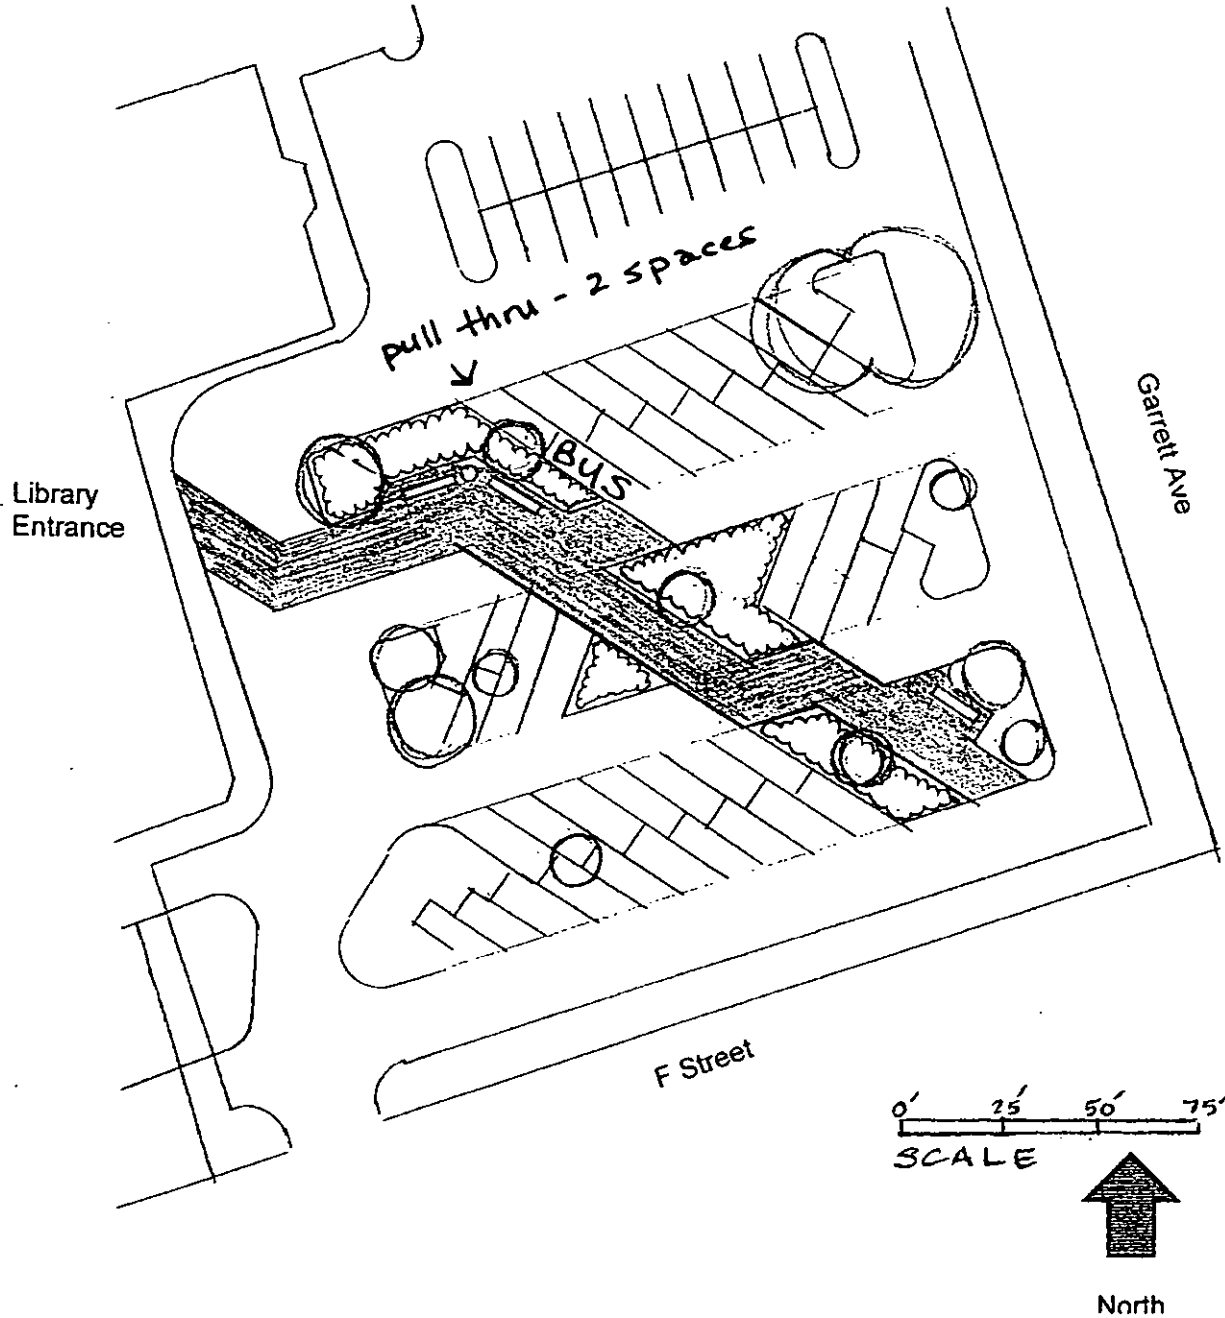 pull thru - 2 spaces
BUS
Garrett Ave
Library
Entrance
F Street
0' 25' 50' 75'
SCALE
North